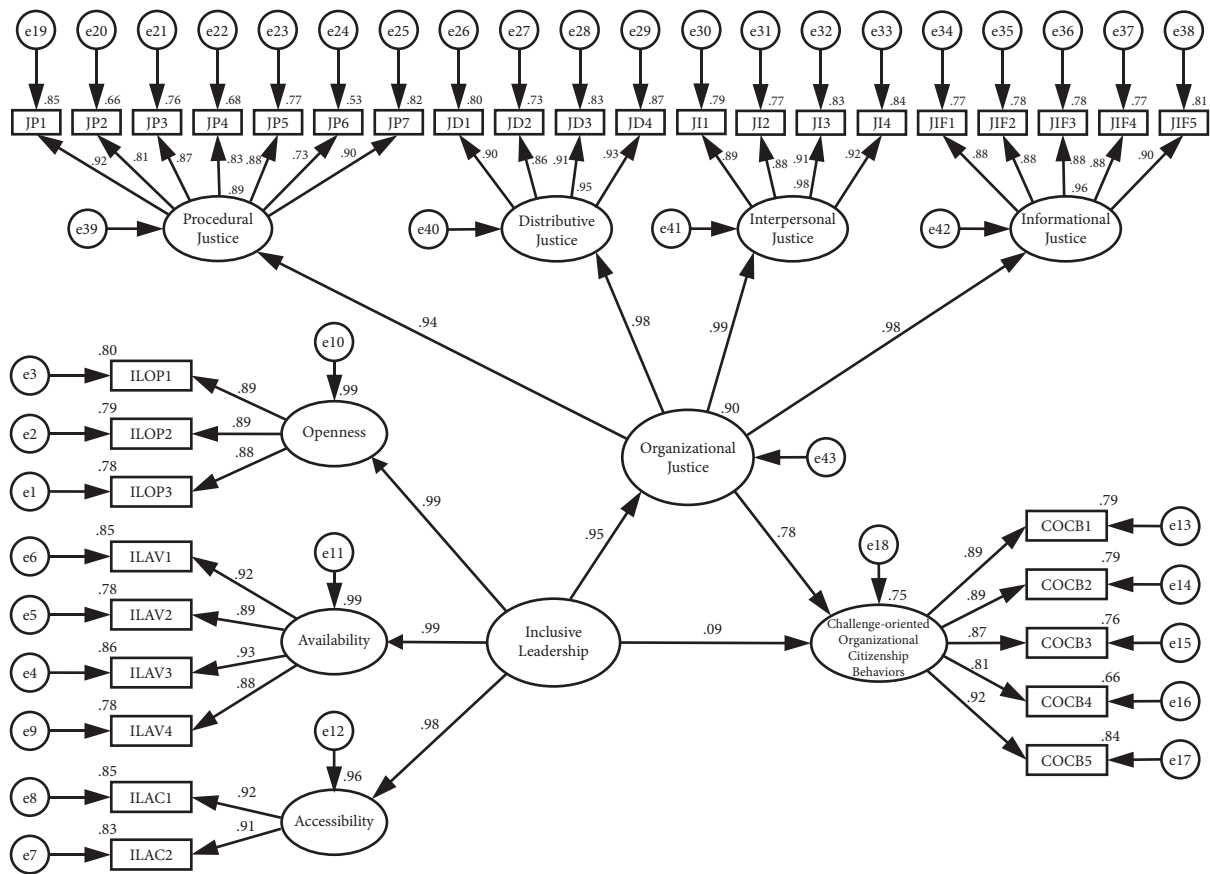 e19 e20 e21 e22 e23 e24 e25 e26 e27 e28 e29 e30 e31 e32 e33 e34 e35 e36 e37 e38
.85 .66 .76 .68 .77 .53 .82 .80 .73 .83 .87 .79 .77 .83 .84 .77 .78 .78 .77 .81
JP1 JP2 JP3 JP4 JP5 JP6 JP7 JD1 JD2 JD3 JD4 JI1 JI2 JI3 JI4 JIF1 JIF2 JIF3 JIF4 JIF5
.92 .81 .87 .83 .88 .73 .90 .90 .86 .91 .93 .89 .88 .91 .92 .88 .88 .88 .88 .90
.89 .95 .98 .96
e39
Procedural
Justice
e40
Distributive
Justice
e41
Interpersonal
Justice
e42
Informational
Justice
.94 .98 .99 .98
e10
.99
e3 .80 ILOP1 .89
e2 .79 ILOP2 .89
e1 .78 ILOP3 .88
Openness
.90
Organizational
Justice
e43
.99
.95
.78
e6 .85 ILAV1 .92
e5 .78 ILAV2 .89
e4 .86 ILAV3 .93
e9 .78 ILAV4 .88
e11
.99
Availability
.99
Inclusive
Leadership
.09
e18
.75
Challenge-oriented
Organizational
Citizenship
Behaviors
.89 COCB1 .79 e13
.89 COCB2 .79 e14
.87 COCB3 .76 e15
.81 COCB4 .66 e16
.92 COCB5 .84 e17
.98
e12
.96
Accessibility
e8 .85 ILAC1 .92
e7 .83 ILAC2 .91